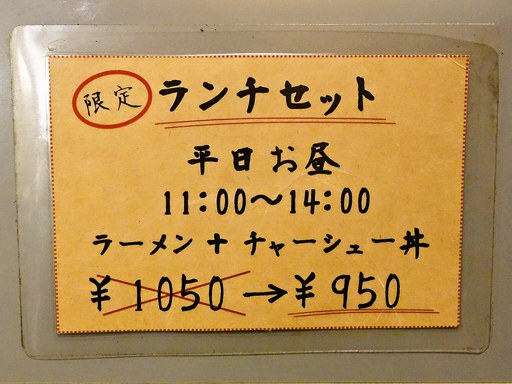 限定 ランチセット
平日お昼
11:00〜14:00
ラーメン + チャーシュー丼
¥1050→¥950